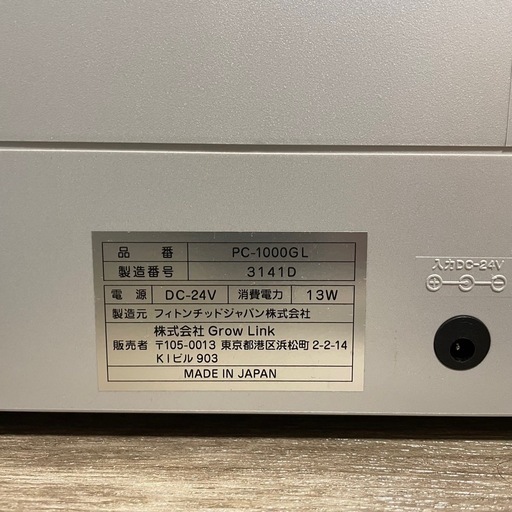 品 番 PC-1000GL
製造番号 3141D
電 源 DC-24V 消費電力 13W
製造元 フィトンチッドジャパン株式会社
株式会社 Grow Link
販売者 〒105-0013 東京都港区浜松町 2-2-14
KIビル 903
MADE IN JAPAN
入力DC-24V